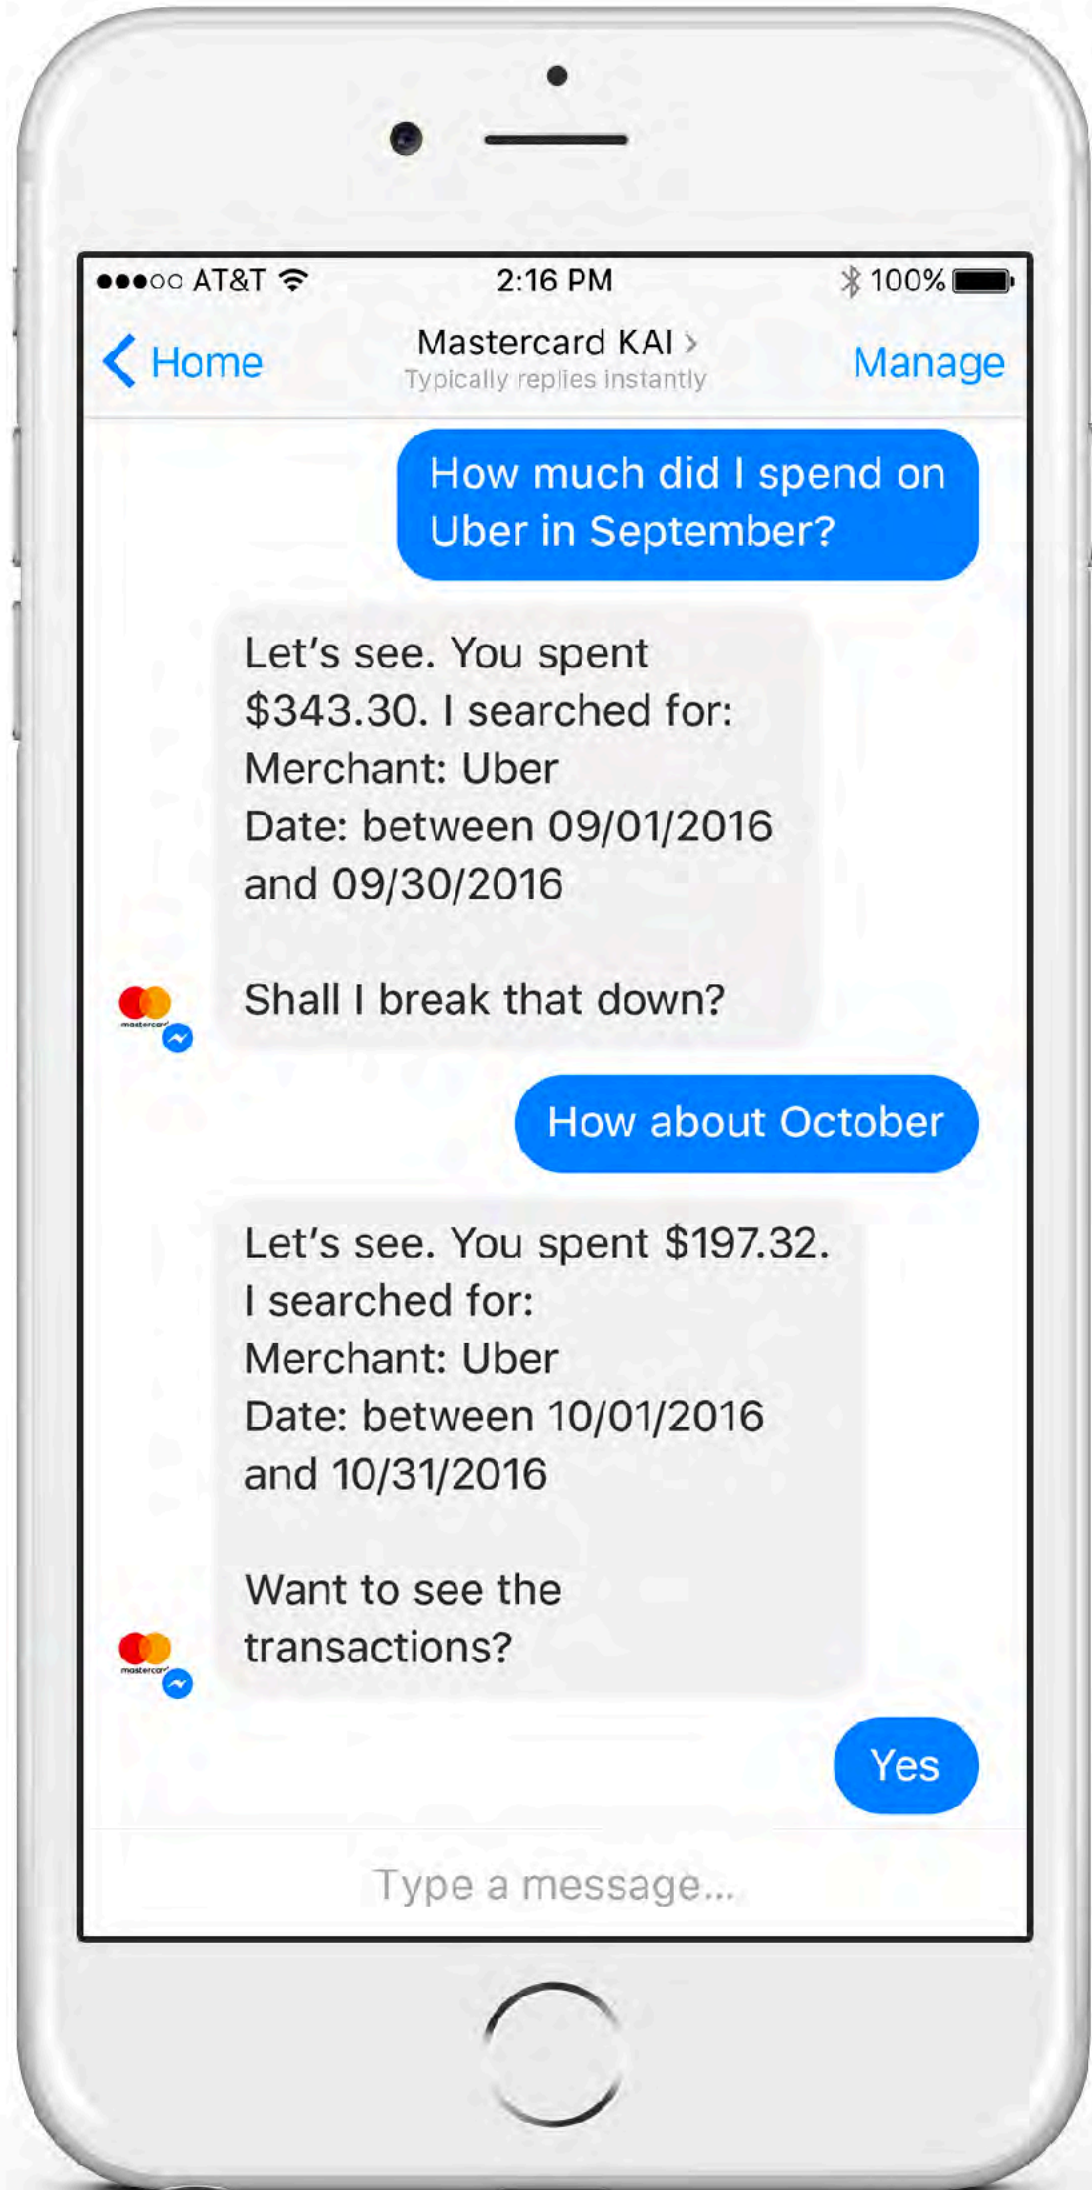 AT&T 2:16 PM 100%
Home Mastercard KAI > Manage
Typically replies instantly
How much did I spend on
Uber in September?
Let's see. You spent
$343.30. I searched for:
Merchant: Uber
Date: between 09/01/2016
and 09/30/2016
Shall I break that down?
mastercard
How about October
Let's see. You spent $197.32.
I searched for:
Merchant: Uber
Date: between 10/01/2016
and 10/31/2016
Want to see the
transactions?
mastercard
Yes
Type a message...